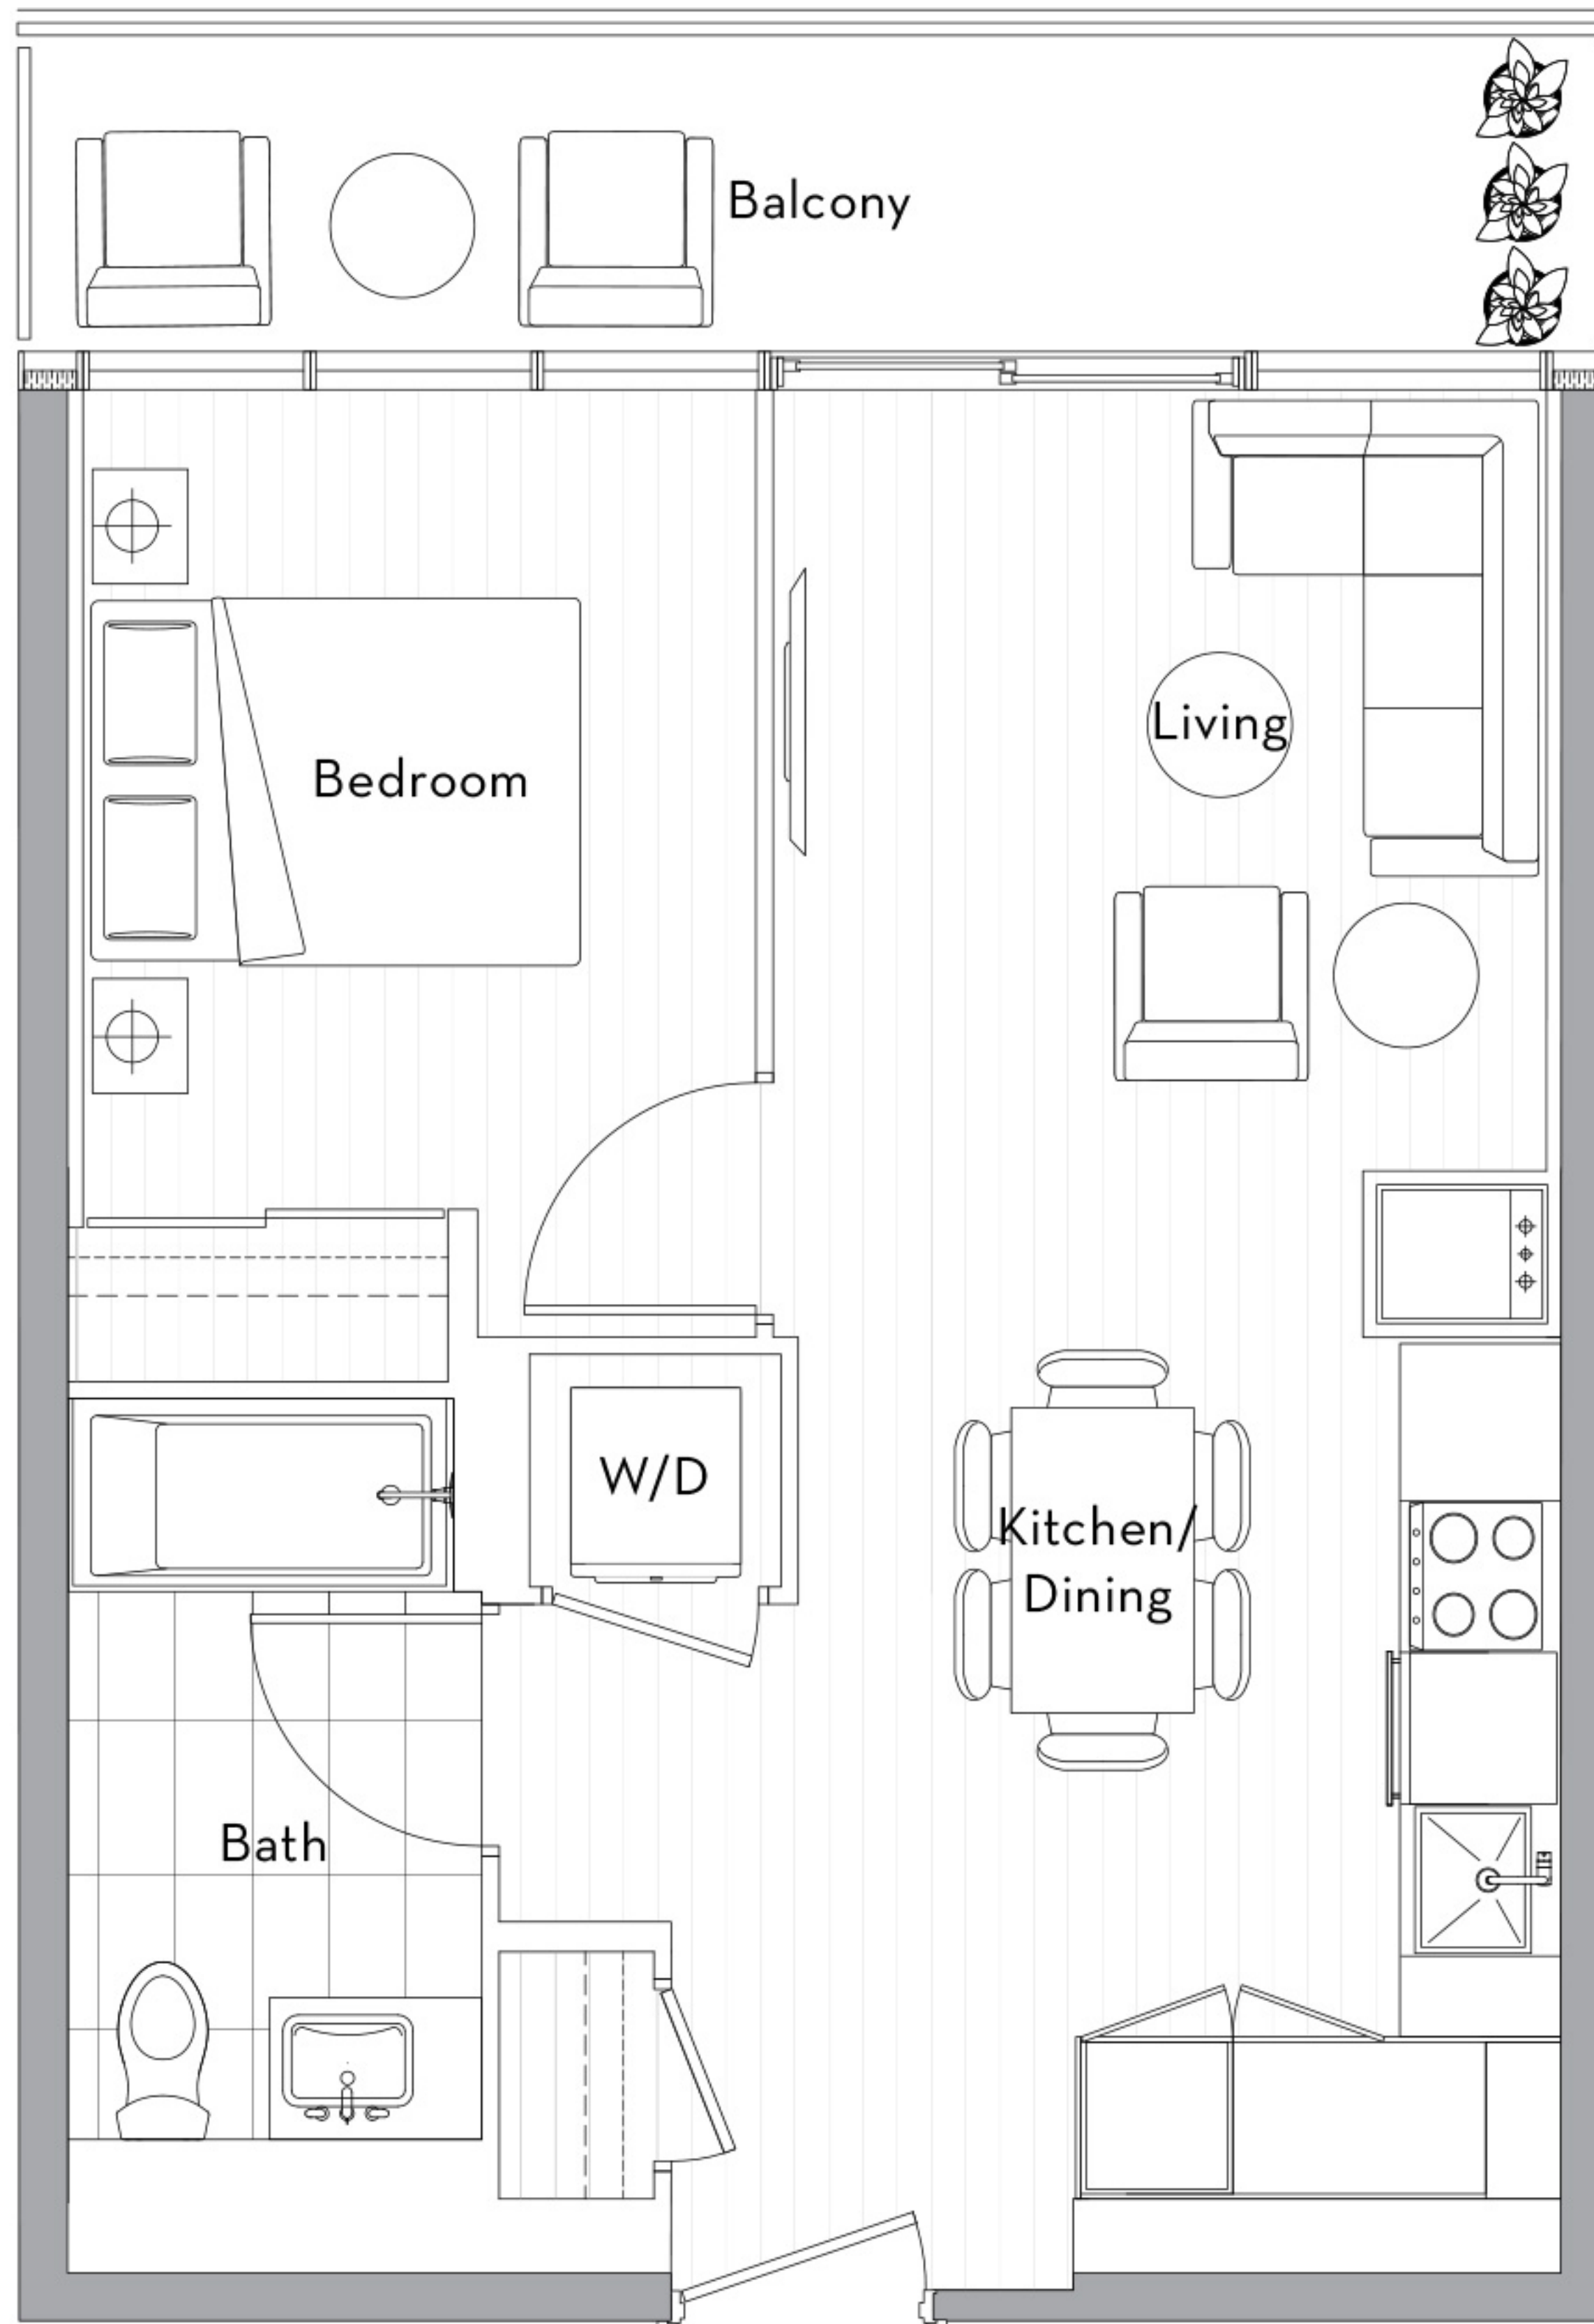 Balcony
Living
Bedroom
W/D
Kitchen/
Dining
Bath